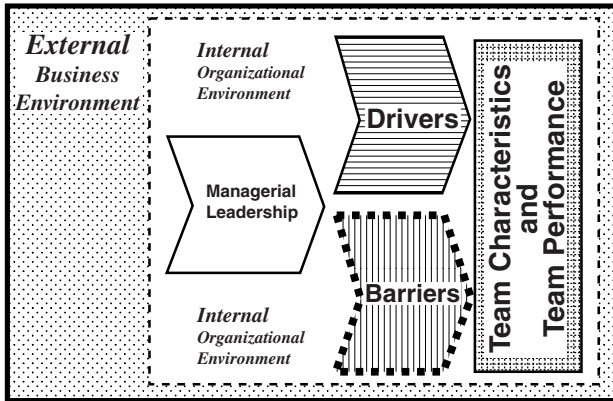 External
Business
Environment
Internal
Organizational
Environment
Drivers
Managerial
Leadership
Team Characteristics
and
Team Performance
Barriers
Internal
Organizational
Environment